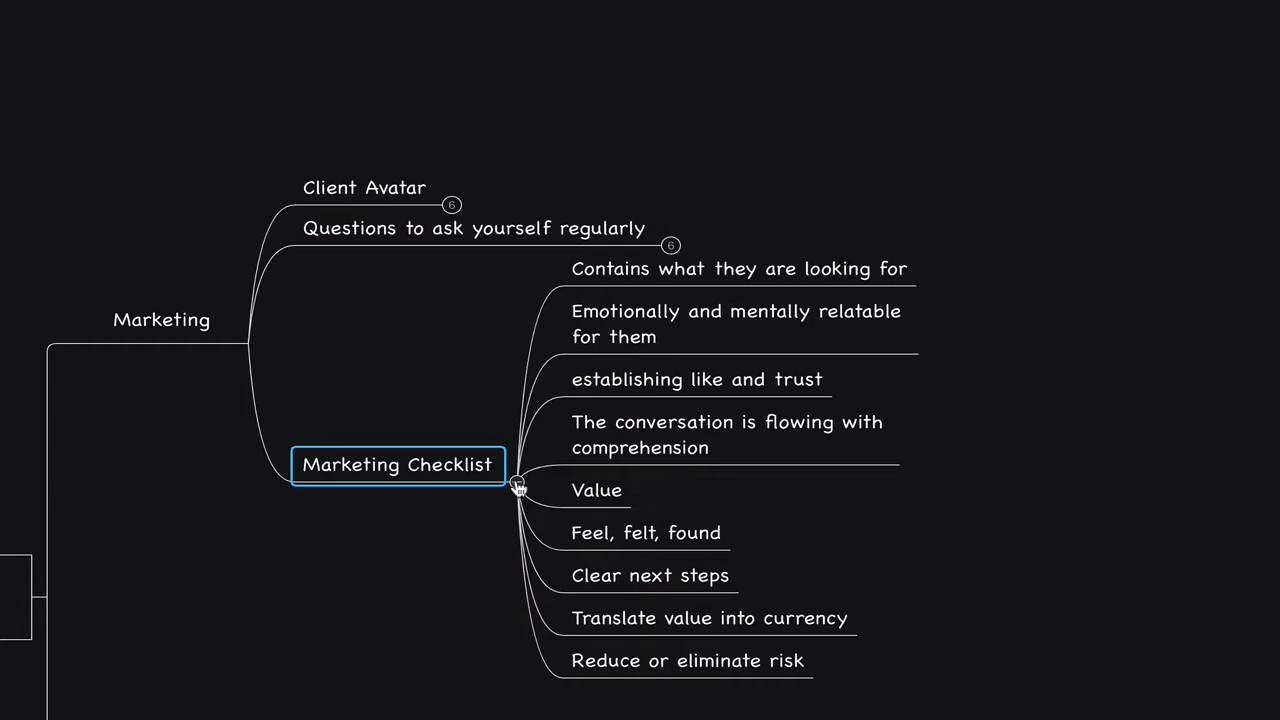 Client Avatar
6
Questions to ask yourself regularly
6
Contains what they are looking for
Emotionally and mentally relatable
for them
Marketing
establishing like and trust
The conversation is flowing with
comprehension
Marketing Checklist
Value
Feel, felt, found
Clear next steps
Translate value into currency
Reduce or eliminate risk